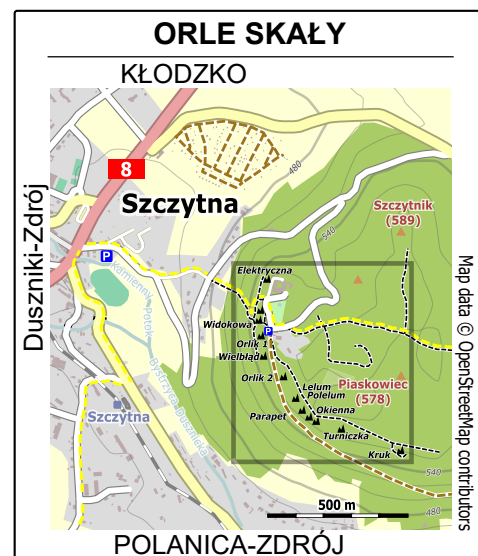 ORLE SKAŁY
KŁODZKO
480
8
Szczytna
Szczytnik
(589)
540
Duszniki-Zdrój
P
Kamienny Potok
Elektryczna
Widokowa
P
Orlik 1
Wielbłąd
Bystrzyca Dusznicka
Orlik 2
Lelum
Polelum
Piaskowiec
(578)
Szczytna
Parapet
Okienna
Turniczka
Kruk
540
500 m
480
Map data © OpenStreetMap contributors
POLANICA-ZDRÓJ